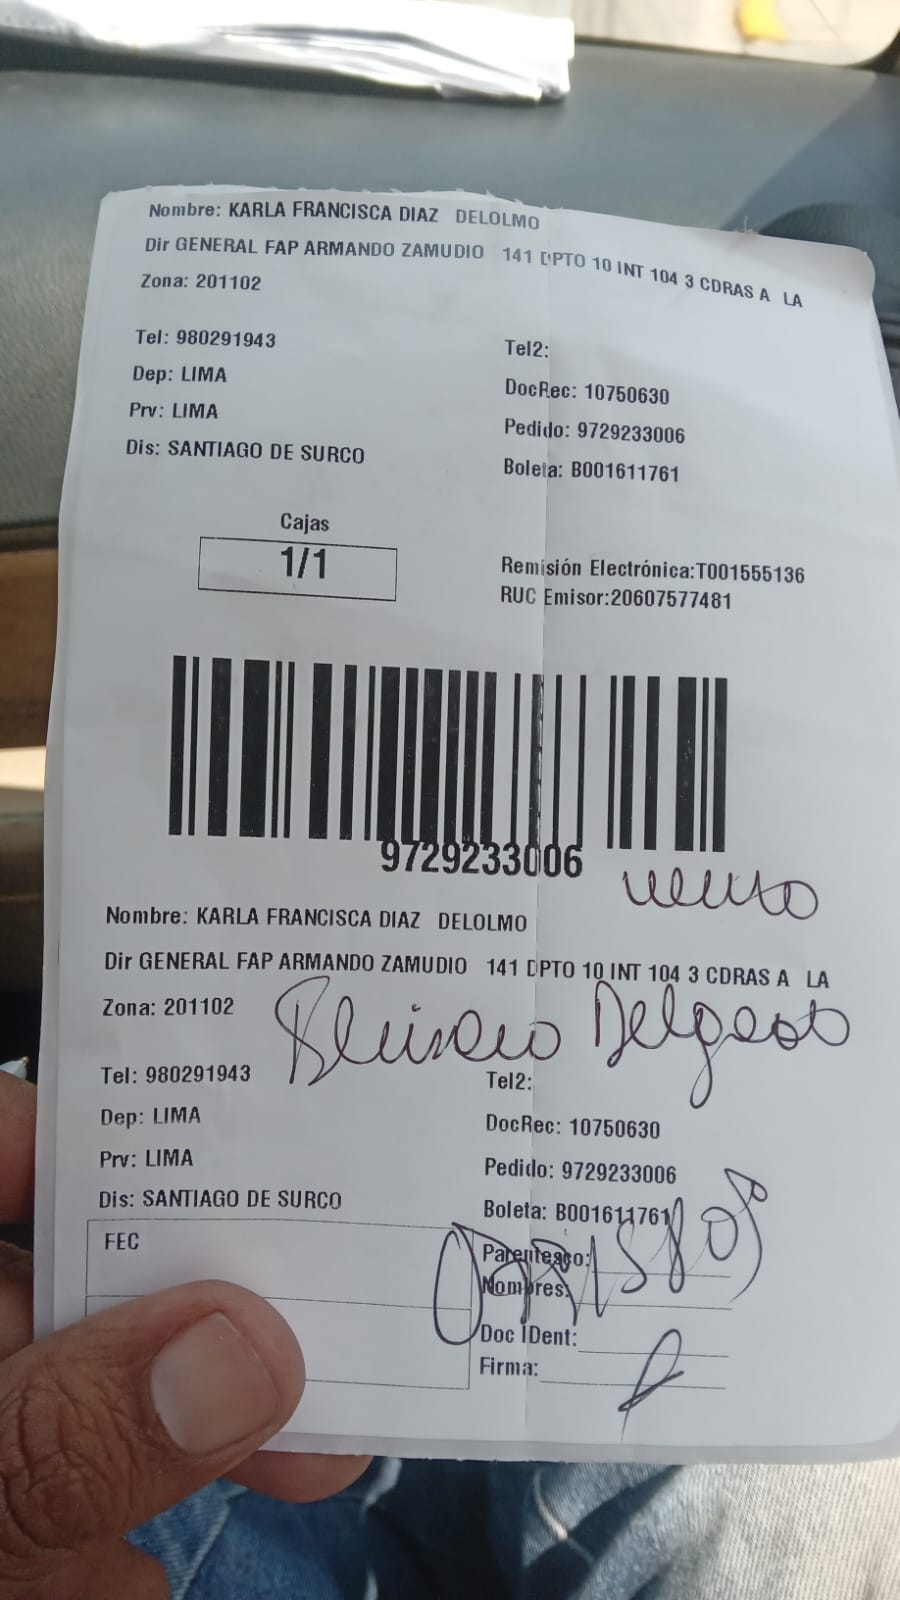 Nombre: KARLA FRANCISCA DIAZ DELOLMO
Dir GENERAL FAP ARMANDO ZAMUDIO 141 DPTO 10 INT 104 3 CDRAS A LA
Zona: 201102
Tel: 980291943 Tel2:
Dep: LIMA DocRec: 10750630
Prv: LIMA Pedido: 9729233006
Dis: SANTIAGO DE SURCO Boleta: B001611761
Cajas
1/1
Remisión Electrónica:T001555136
RUC Emisor:20607577481
9729233006
Nombre: KARLA FRANCISCA DIAZ DELOLMO
Dir GENERAL FAP ARMANDO ZAMUDIO 141 DPTO 10 INT 104 3 CDRAS A LA
Zona: 201102
Delgado
Tel: 980291943 Tel2:
Dep: LIMA DocRec: 10750630
Prv: LIMA Pedido: 9729233006
Dis: SANTIAGO DE SURCO Boleta: B001611761
FEC Parentesco:
Nombres:
Doc IDent:
Firma: